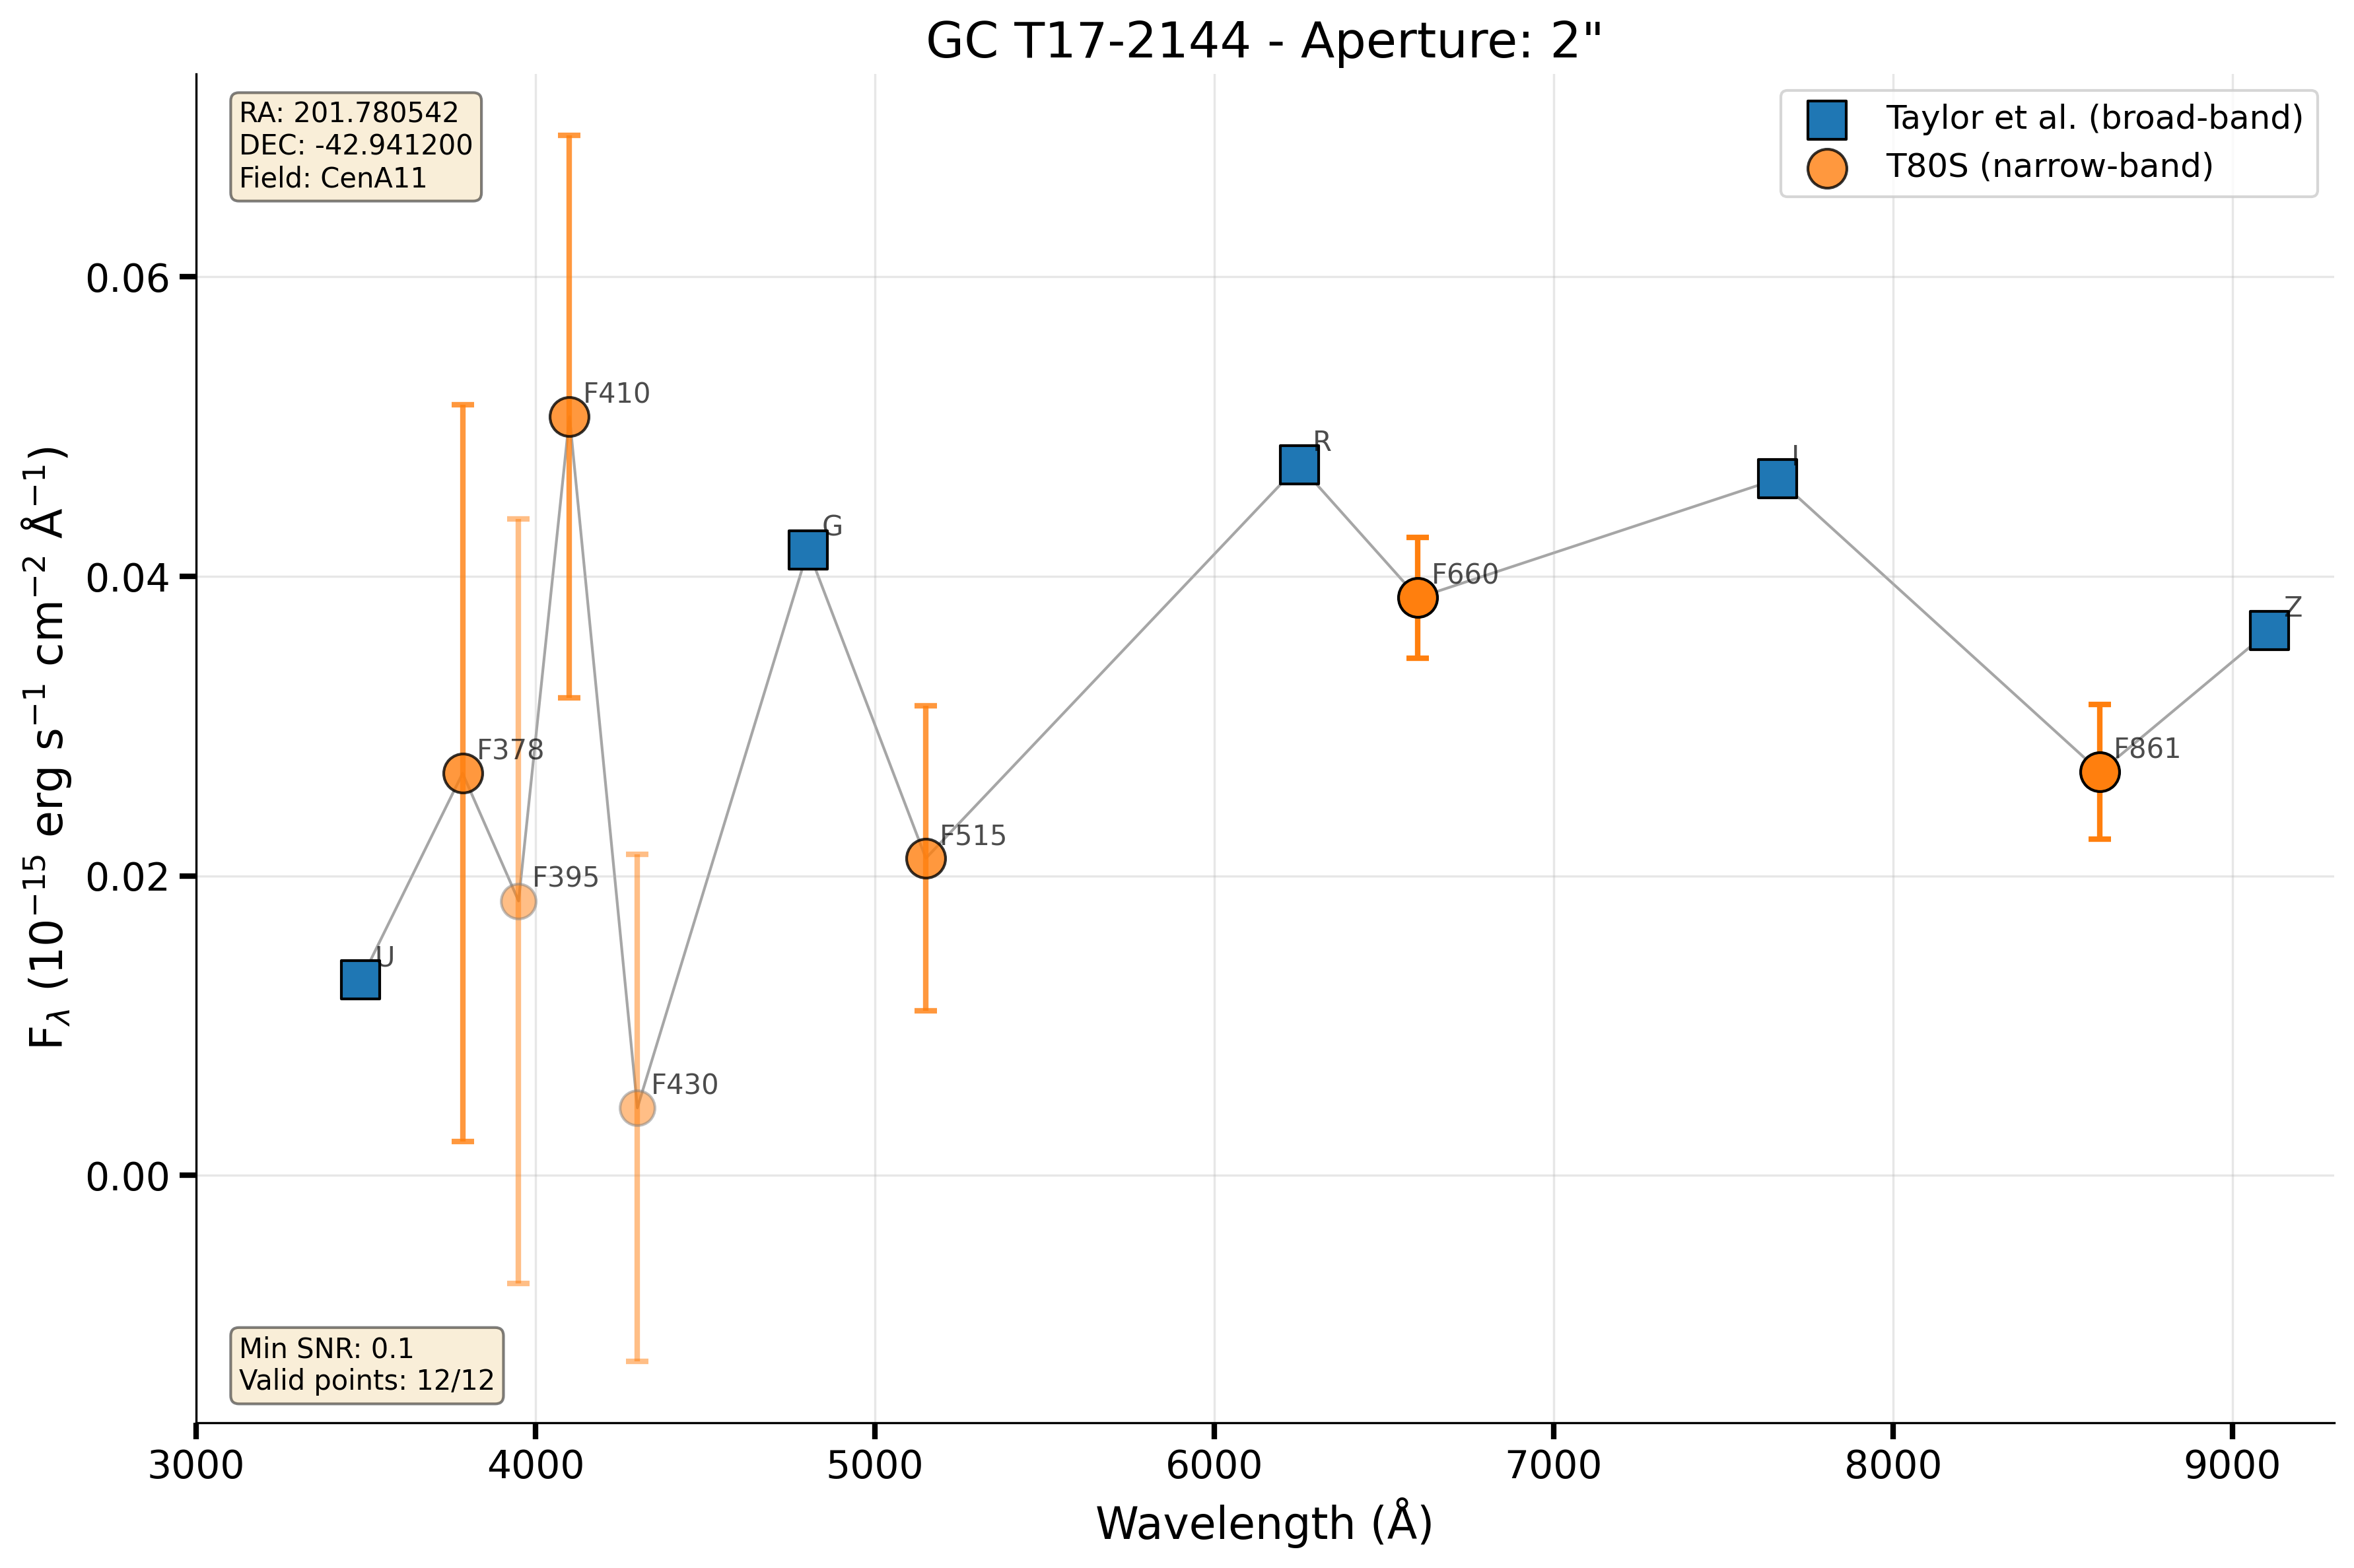 GC T17-2144 - Aperture: 2"
RA: 201.780542
DEC: -42.941200
Field: CenA11
Taylor et al. (broad-band)
T80S (narrow-band)
F410
R
I
G
F660
Z
F378
F861
F515
F395
U
F430
0.06
0.04
0.02
0.00
F_λ (10⁻¹⁵ erg s⁻¹ cm⁻² Å⁻¹)
Min SNR: 0.1
Valid points: 12/12
3000 4000 5000 6000 7000 8000 9000
Wavelength (Å)